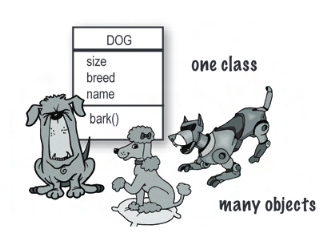 DOG
size
breed
name
bark()
one class
many objects